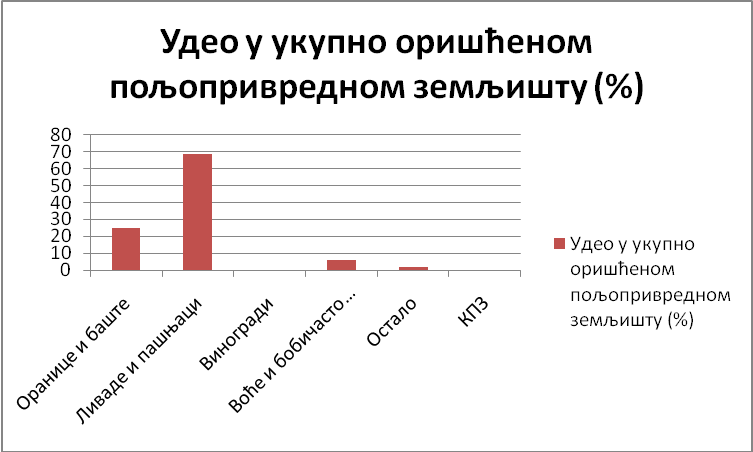 Удео у укупно оришћеном
пољопривредном земљишту (%)
80
70
60
50
40
30
20
10
0
Оранице и баште
Ливаде и пашњаци
Виногради
Воће и бобичасто...
Остало
КПЗ
Удео у укупно
оришћеном
пољопривредном
земљишту (%)